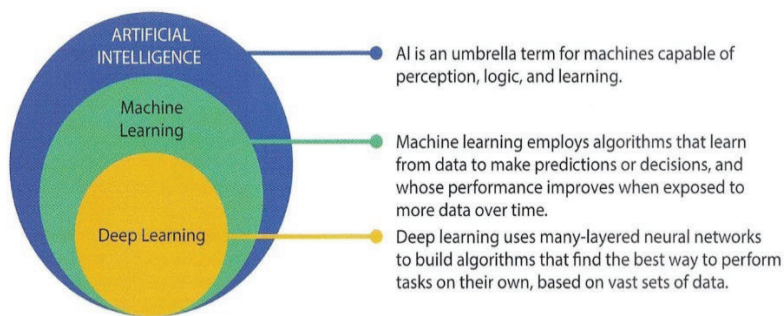 ARTIFICIAL
INTELLIGENCE
Machine
Learning
Deep Learning
AI is an umbrella term for machines capable of
perception, logic, and learning.
Machine learning employs algorithms that learn
from data to make predictions or decisions, and
whose performance improves when exposed to
more data over time.
Deep learning uses many-layered neural networks
to build algorithms that find the best way to perform
tasks on their own, based on vast sets of data.